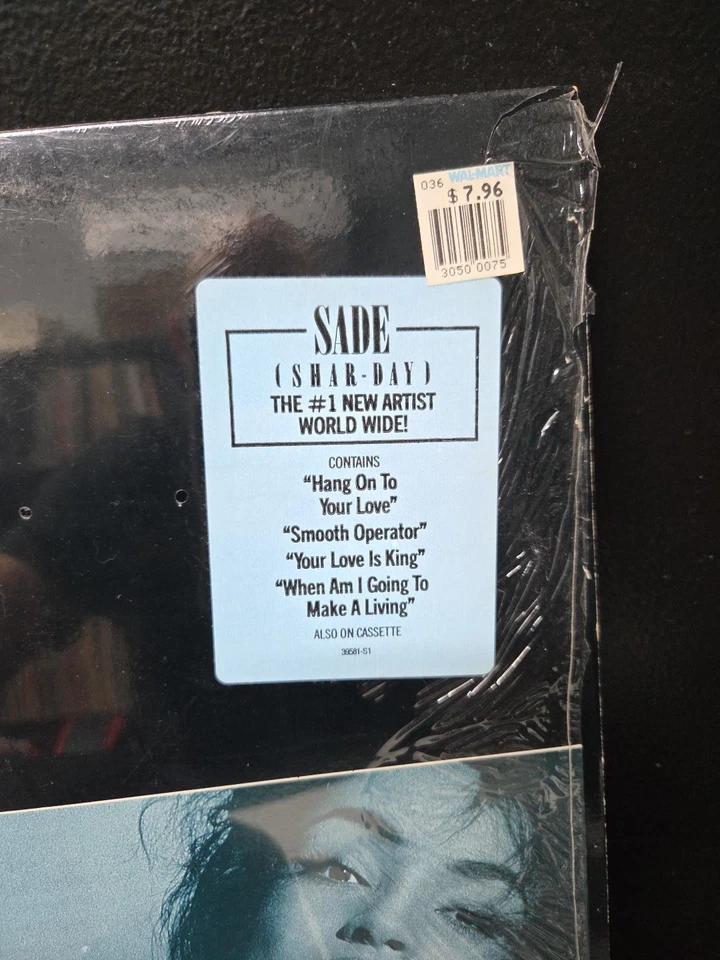 036 WAL-MART
$7.96
3050 0075
SADE
(SHAR-DAY)
THE #1 NEW ARTIST
WORLD WIDE!
CONTAINS
“Hang On To
Your Love”
“Smooth Operator”
“Your Love Is King”
“When Am I Going To
Make A Living”
ALSO ON CASSETTE
39581-S1